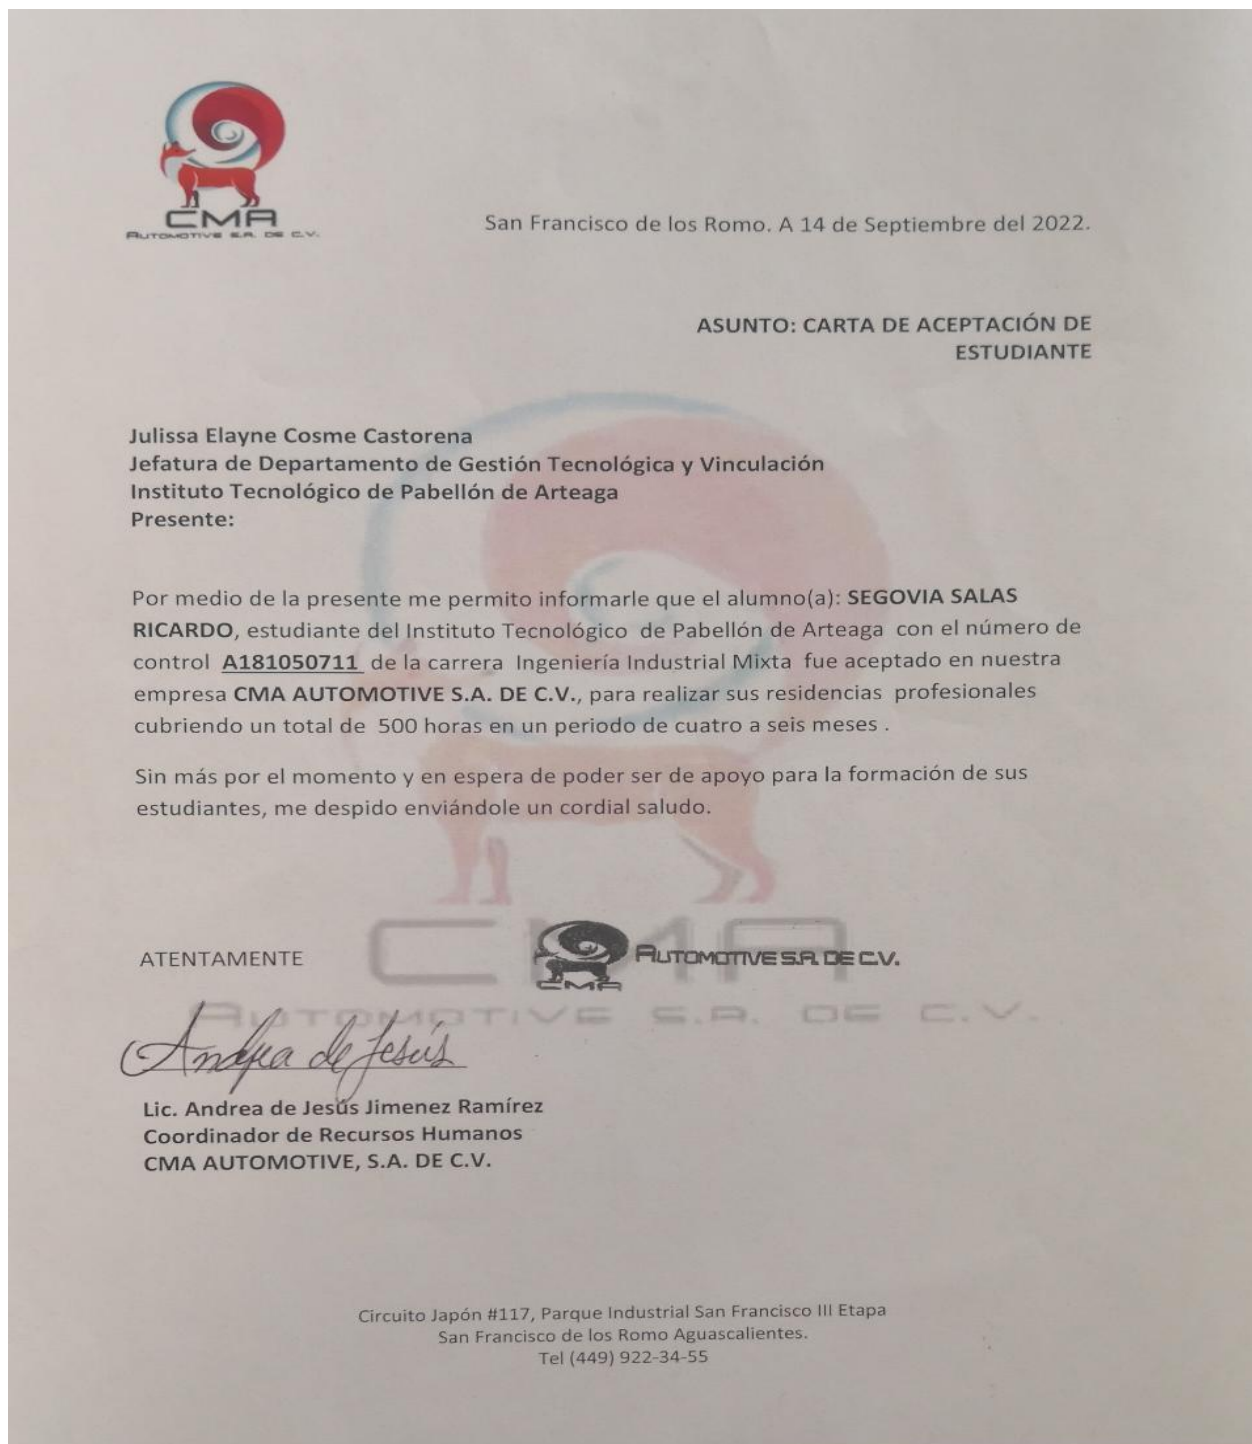 CMA
AUTOMOTIVE S.A. DE C.V.
San Francisco de los Romo. A 14 de Septiembre del 2022.
ASUNTO: CARTA DE ACEPTACIÓN DE
ESTUDIANTE
Julissa Elayne Cosme Castorena
Jefatura de Departamento de Gestión Tecnológica y Vinculación
Instituto Tecnológico de Pabellón de Arteaga
Presente:
Por medio de la presente me permito informarle que el alumno(a): SEGOVIA SALAS
RICARDO, estudiante del Instituto Tecnológico de Pabellón de Arteaga con el número de
control A181050711 de la carrera Ingeniería Industrial Mixta fue aceptado en nuestra
empresa CMA AUTOMOTIVE S.A. DE C.V., para realizar sus residencias profesionales
cubriendo un total de 500 horas en un periodo de cuatro a seis meses .
Sin más por el momento y en espera de poder ser de apoyo para la formación de sus
estudiantes, me despido enviándole un cordial saludo.
ATENTAMENTE
CMA AUTOMOTIVE S.A. DE C.V.
CMA
AUTOMOTIVE S.A. DE C.V.
Andrea de Jesús
Lic. Andrea de Jesús Jimenez Ramírez
Coordinador de Recursos Humanos
CMA AUTOMOTIVE, S.A. DE C.V.
Circuito Japón #117, Parque Industrial San Francisco III Etapa
San Francisco de los Romo Aguascalientes.
Tel (449) 922-34-55